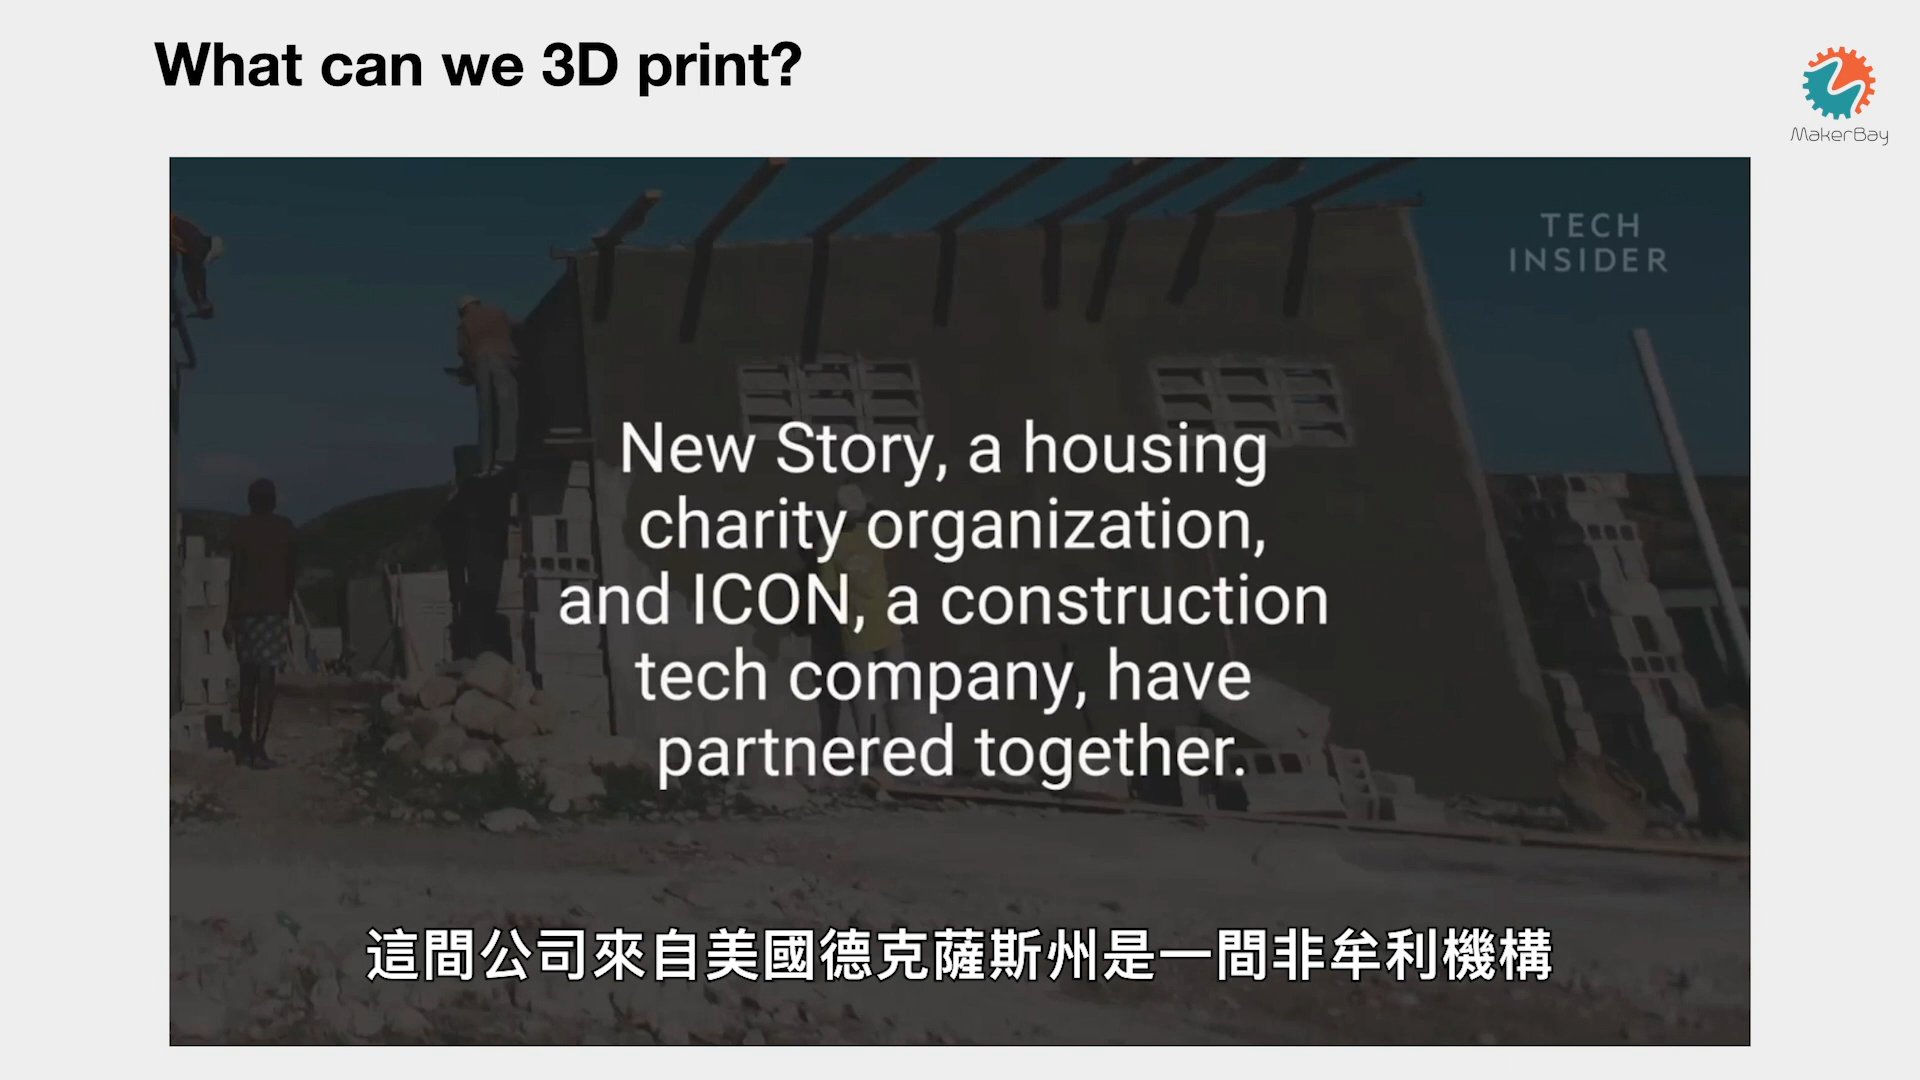 What can we 3D print?
MakerBay
TECH
INSIDER
New Story, a housing
charity organization,
and ICON, a construction
tech company, have
partnered together.
這間公司來自美國德克薩斯州是一間非牟利機構